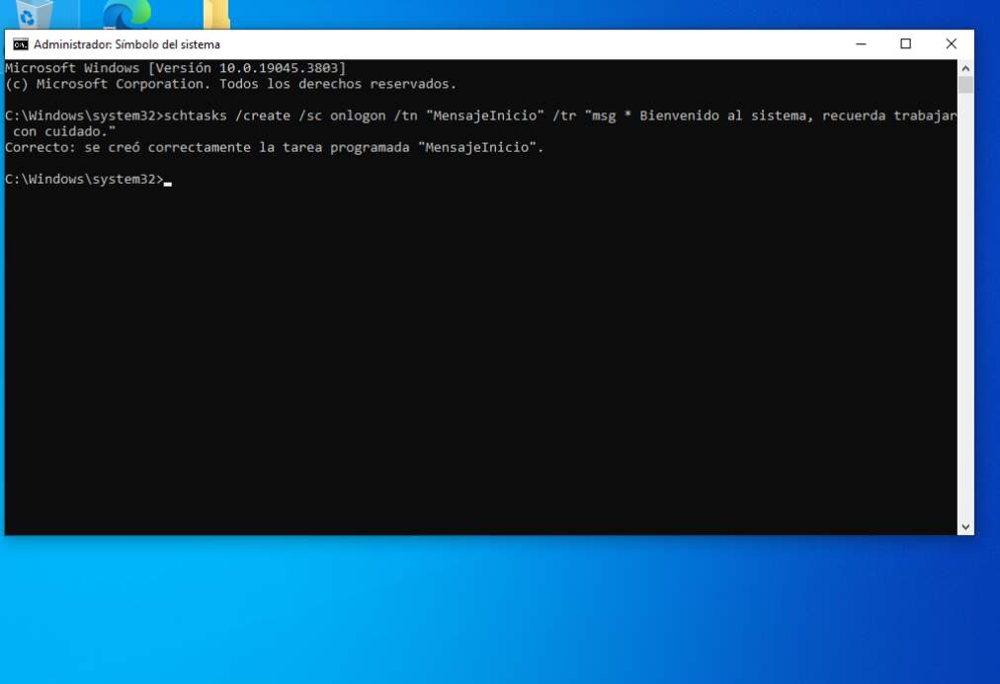 Administrador: Símbolo del sistema
Microsoft Windows [Versión 10.0.19045.3803]
(c) Microsoft Corporation. Todos los derechos reservados.
C:\Windows\system32>schtasks /create /sc onlogon /tn "MensajeInicio" /tr "msg * Bienvenido al sistema, recuerda trabajar
 con cuidado."
Correcto: se creó correctamente la tarea programada "MensajeInicio".
C:\Windows\system32>